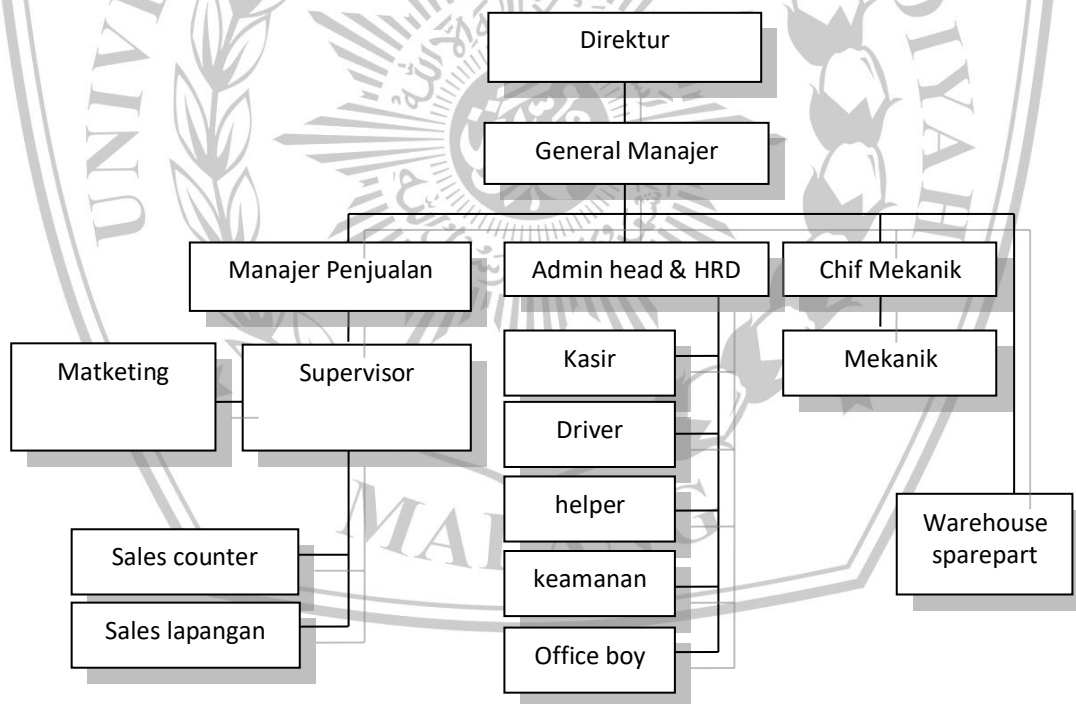 Direktur
General Manajer
Manajer Penjualan
Admin head & HRD
Chif Mekanik
Matketing
Supervisor
Kasir
Mekanik
Driver
helper
Warehouse
sparepart
Sales counter
keamanan
Sales lapangan
Office boy
MALANG